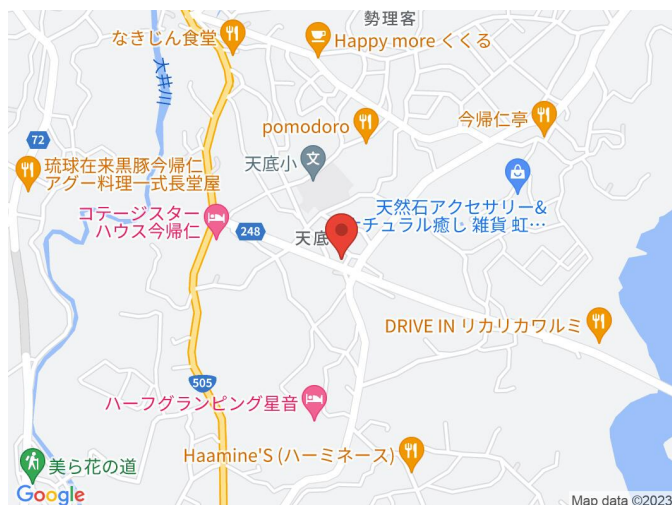 勢理客
なきじん食堂
Happy more くくる
大井川
72
pomodoro
今帰仁亭
天底小
文
琉球在来黒豚今帰仁
アグー料理一式長堂屋
天然石アクセサリー&
ナチュラル癒し 雑貨 虹…
コテージスター
ハウス今帰仁
248
天底
DRIVE IN リカリカワルミ
505
ハーフグランピング星音
Haamine'S (ハーミネース)
美ら花の道
Google
Map data ©2023